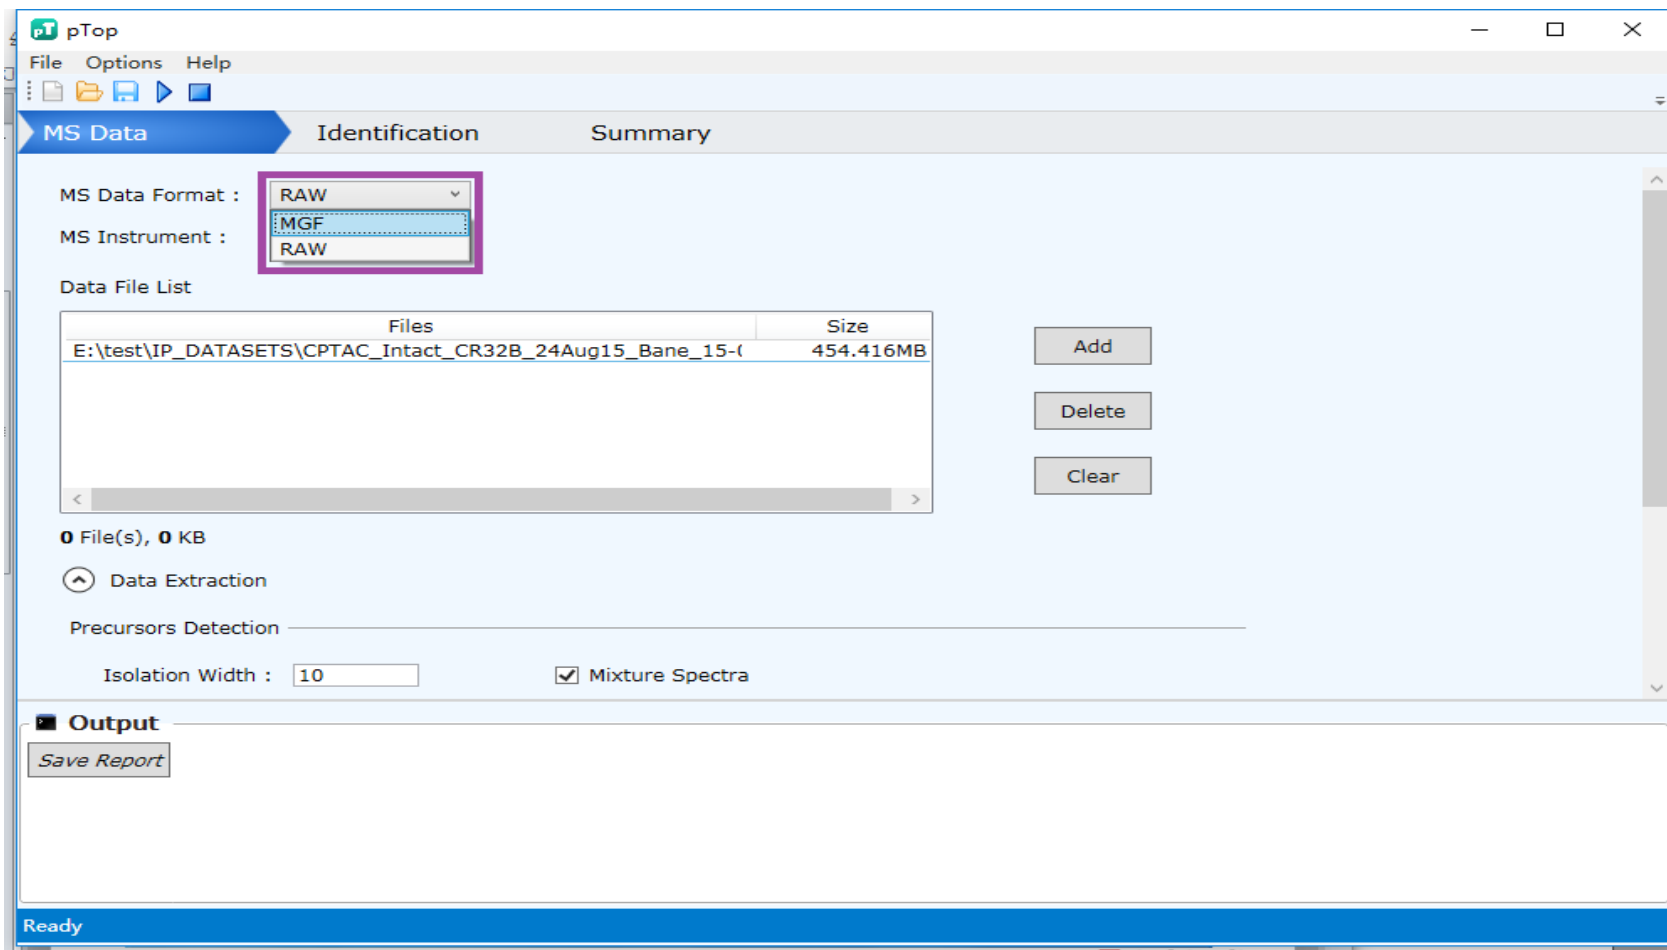 pT pTop
File Options Help
MS Data Identification Summary
MS Data Format : RAW
MGF
MS Instrument :
RAW
Data File List
Files Size
E:\test\IP_DATASETS\CPTAC_Intact_CR32B_24Aug15_Bane_15-( 454.416MB
Add
Delete
Clear
0 File(s), 0 KB
Data Extraction
Precursors Detection
Isolation Width : 10 Mixture Spectra
Output
Save Report
Ready